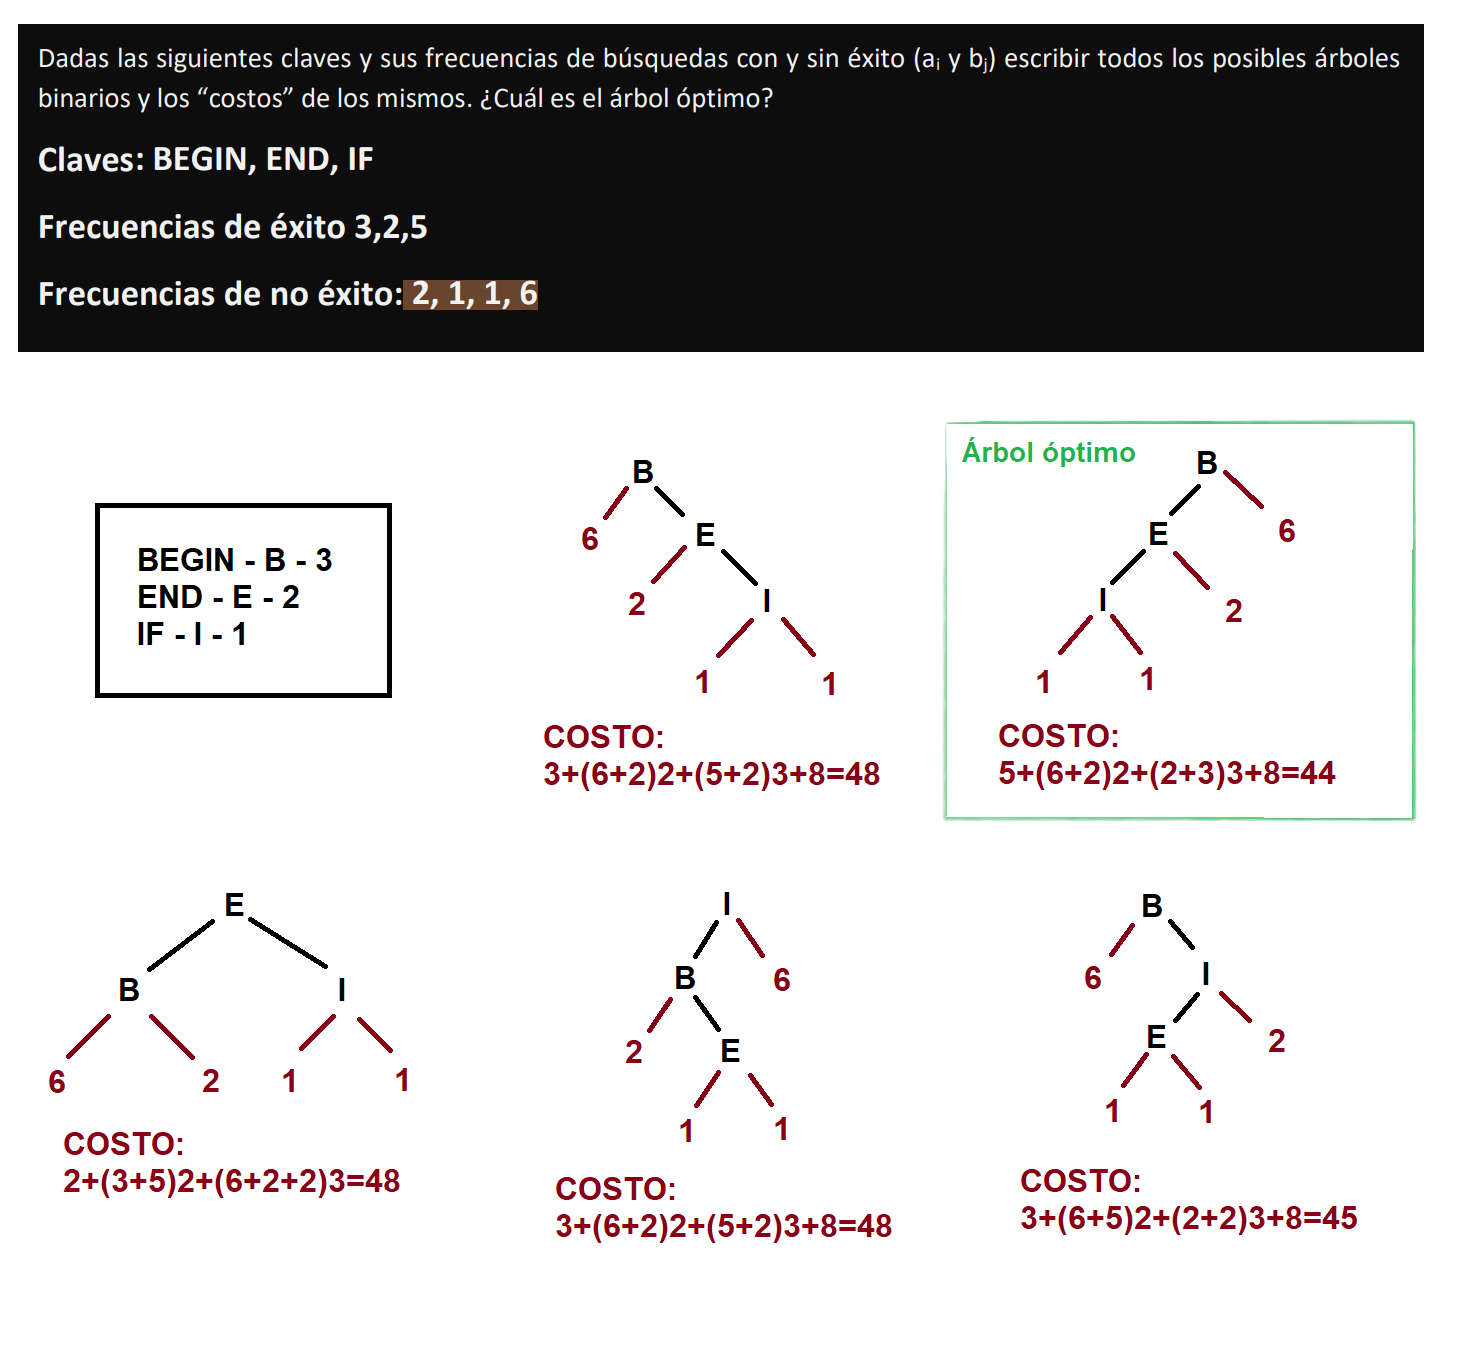 Dadas las siguientes claves y sus frecuencias de búsquedas con y sin éxito (ai y bj) escribir todos los posibles árboles
binarios y los “costos” de los mismos. ¿Cuál es el árbol óptimo?
Claves: BEGIN, END, IF
Frecuencias de éxito 3,2,5
Frecuencias de no éxito: 2, 1, 1, 6
BEGIN - B - 3
END - E - 2
IF - I - 1
B
6
E
2
I
1 1
COSTO:
3+(6+2)2+(5+2)3+8=48
Árbol óptimo
B
E
6
I
2
1 1
COSTO:
5+(6+2)2+(2+3)3+8=44
E
B I
6 2 1 1
COSTO:
2+(3+5)2+(6+2+2)3=48
I
B
6
2
E
1 1
COSTO:
3+(6+2)2+(5+2)3+8=48
B
6
I
E
2
1 1
COSTO:
3+(6+5)2+(2+2)3+8=45